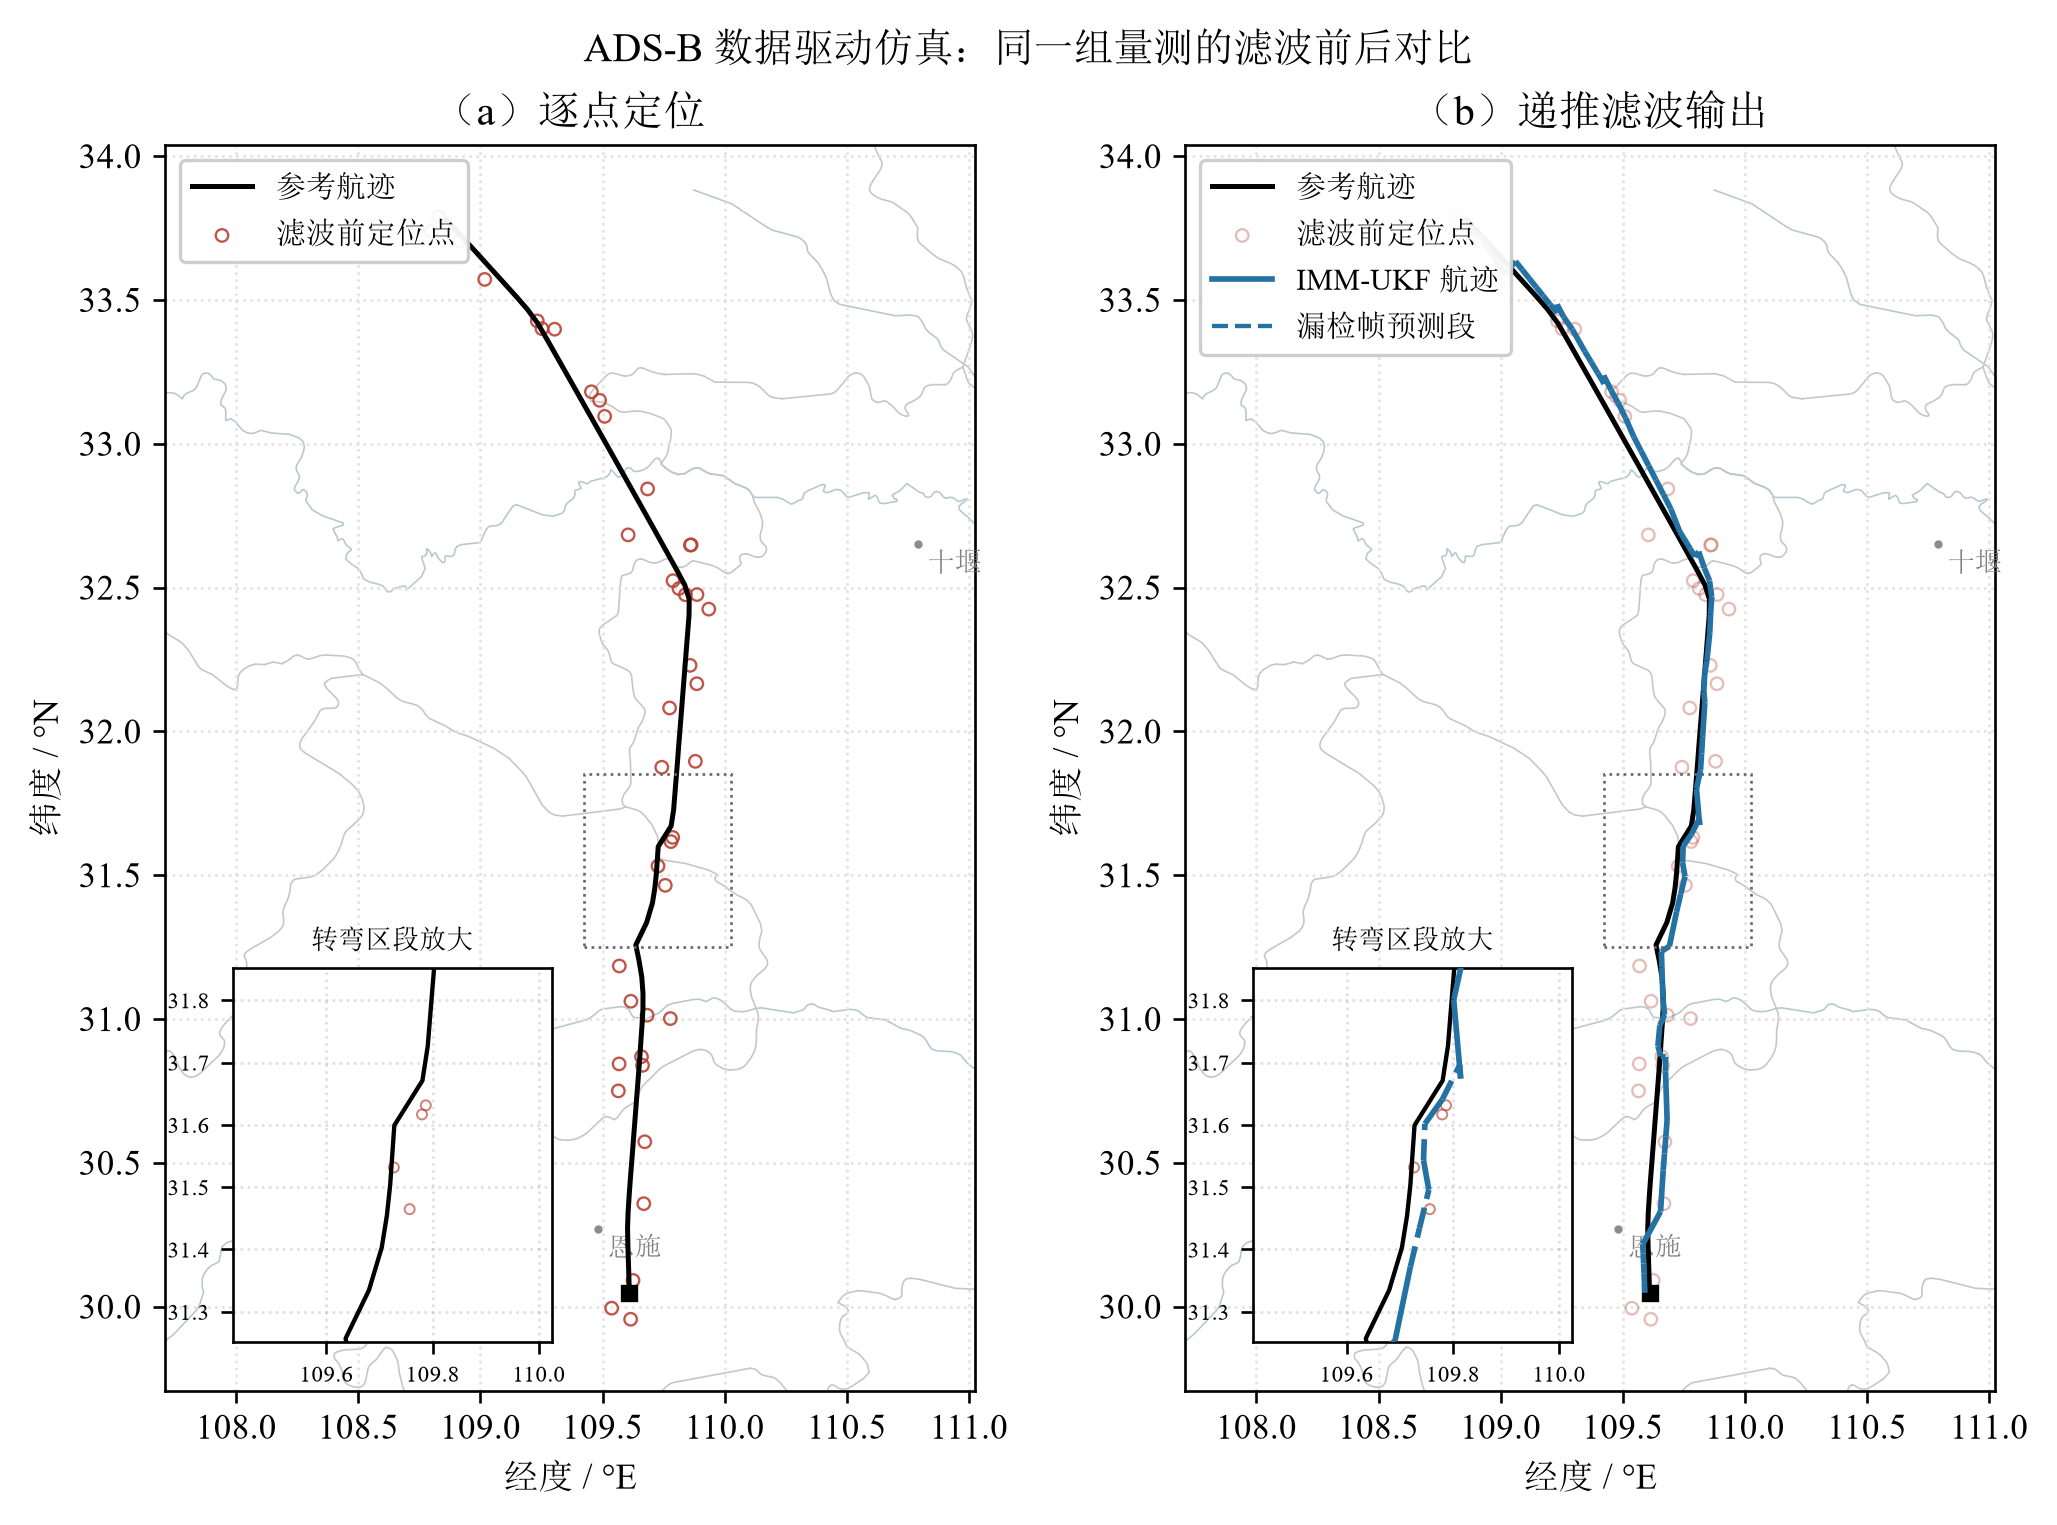 ADS-B 数据驱动仿真：同一组量测的滤波前后对比
（a）逐点定位
参考航迹
滤波前定位点
34.0
33.5
33.0
32.5
32.0
31.5
31.0
30.5
30.0
纬度 / °N
十堰
恩施
转弯区段放大
31.8
31.7
31.6
31.5
31.4
31.3
109.6 109.8 110.0
108.0 108.5 109.0 109.5 110.0 110.5 111.0
经度 / °E
（b）递推滤波输出
参考航迹
滤波前定位点
IMM-UKF 航迹
漏检帧预测段
34.0
33.5
33.0
32.5
32.0
31.5
31.0
30.5
30.0
纬度 / °N
十堰
恩施
转弯区段放大
31.8
31.7
31.6
31.5
31.4
31.3
109.6 109.8 110.0
108.0 108.5 109.0 109.5 110.0 110.5 111.0
经度 / °E